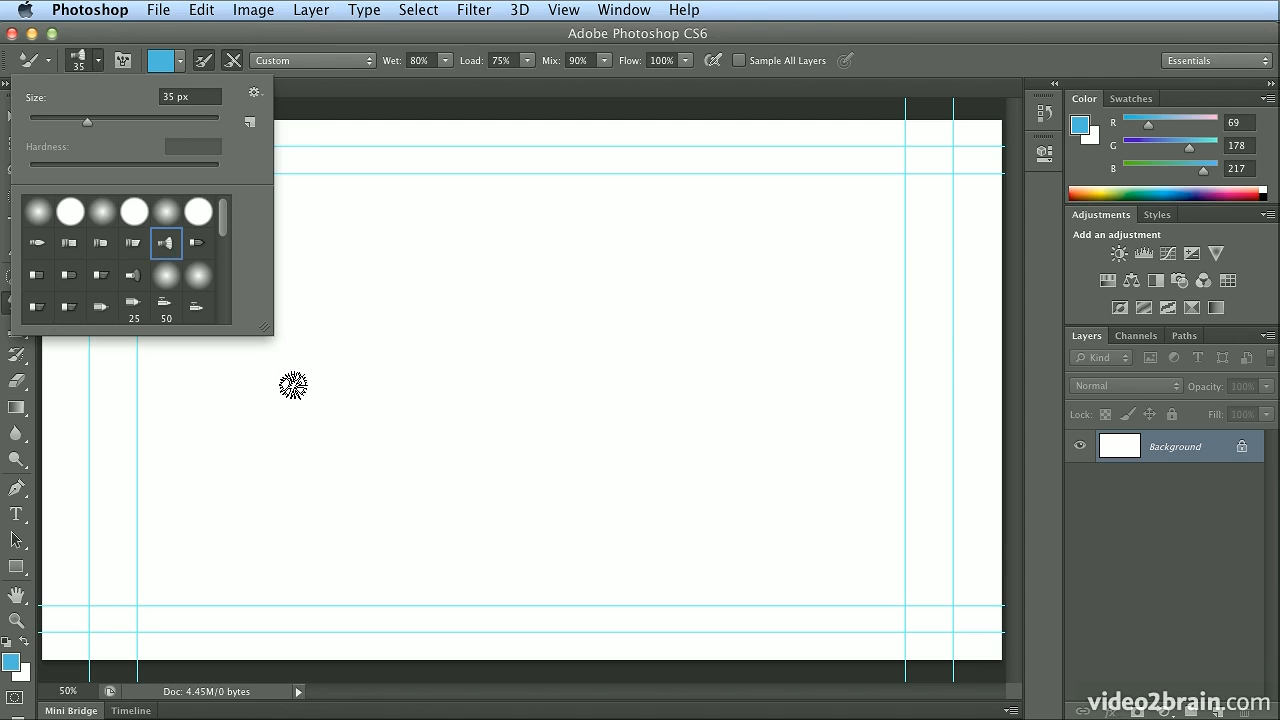 Photoshop File Edit Image Layer Type Select Filter 3D View Window Help
Adobe Photoshop CS6
35 Custom Wet: 80% Load: 75% Mix: 90% Flow: 100% Sample All Layers Essentials
Size: 35 px
Hardness:
25 50
Color Swatches
R 69
G 178
B 217
Adjustments Styles
Add an adjustment
Layers Channels Paths
Kind
Normal Opacity: 100%
Lock: Fill: 100%
Background
50% Doc: 4.45M/0 bytes
Mini Bridge Timeline
video2brain.com